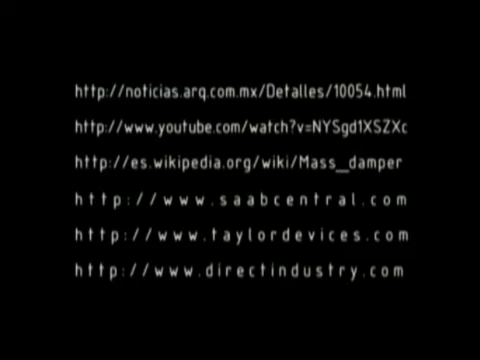 http://noticias.arq.com.mx/Detalles/10054.html
http://www.youtube.com/watch?v=NYSgd1XSZXc
http://es.wikipedia.org/wiki/Mass_damper
http://www.saabcentral.com
http://www.taylordevices.com
http://www.directindustry.com